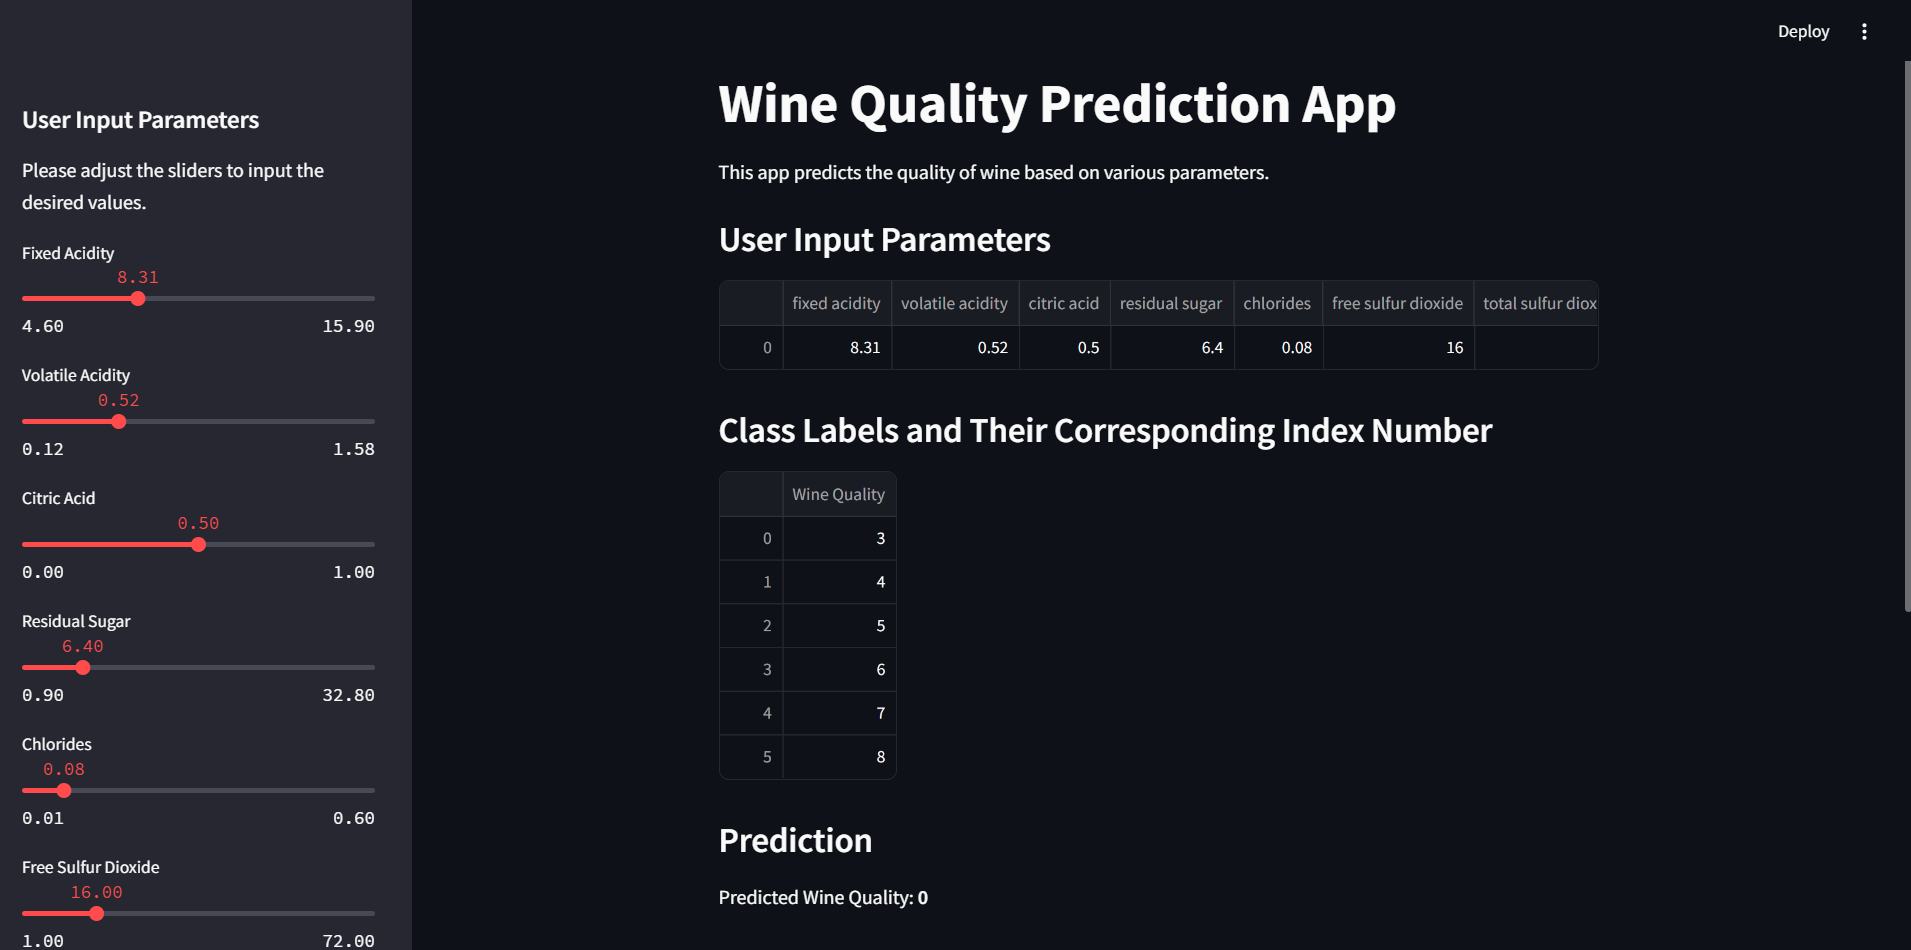 Deploy
User Input Parameters
Please adjust the sliders to input the
desired values.
Fixed Acidity
8.31
4.60 15.90
Volatile Acidity
0.52
0.12 1.58
Citric Acid
0.50
0.00 1.00
Residual Sugar
6.40
0.90 32.80
Chlorides
0.08
0.01 0.60
Free Sulfur Dioxide
16.00
1.00 72.00
Wine Quality Prediction App
This app predicts the quality of wine based on various parameters.
User Input Parameters
fixed acidity volatile acidity citric acid residual sugar chlorides free sulfur dioxide total sulfur diox
0 8.31 0.52 0.5 6.4 0.08 16
Class Labels and Their Corresponding Index Number
Wine Quality
0 3
1 4
2 5
3 6
4 7
5 8
Prediction
Predicted Wine Quality: 0